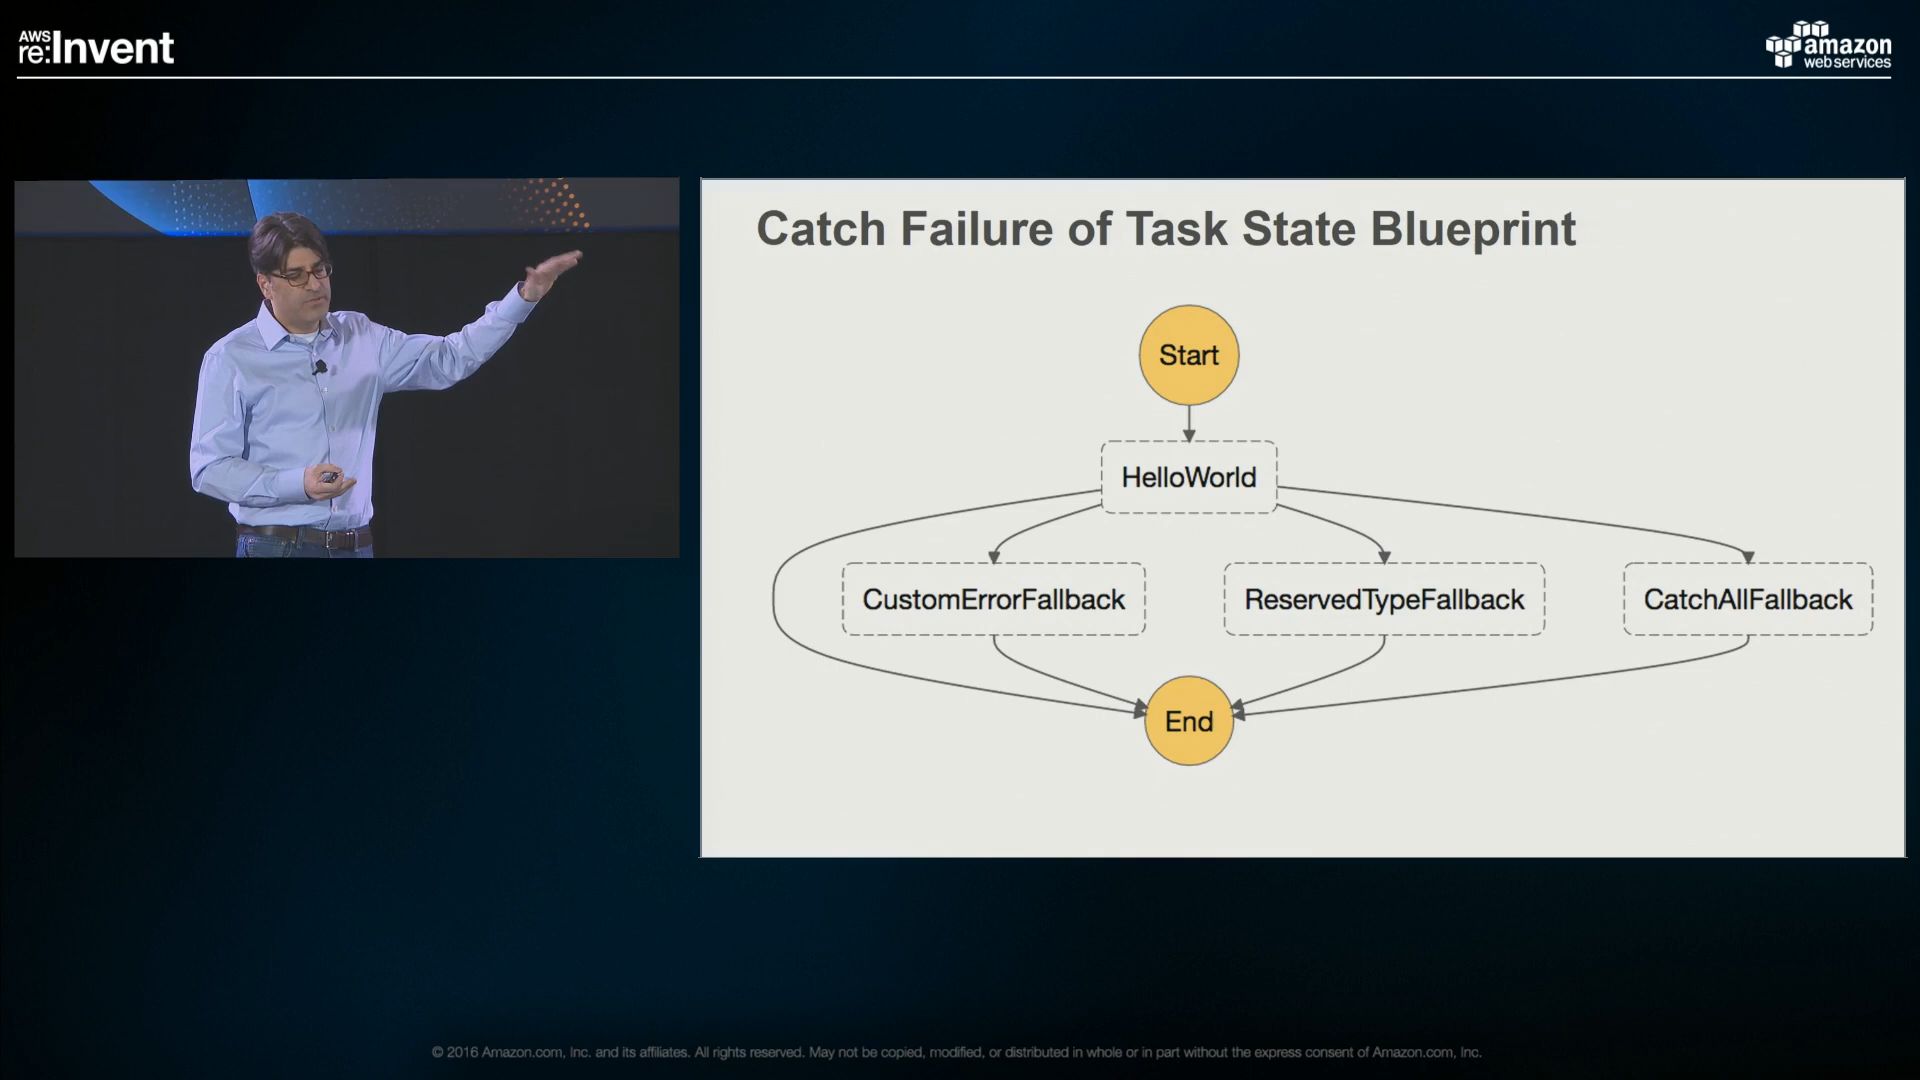 AWS
re:Invent
amazon
web services
Catch Failure of Task State Blueprint
Start
HelloWorld
CustomErrorFallback
ReservedTypeFallback
CatchAllFallback
End
© 2016 Amazon.com, Inc. and its affiliates. All rights reserved. May not be copied, modified, or distributed in whole or in part without the express consent of Amazon.com, Inc.